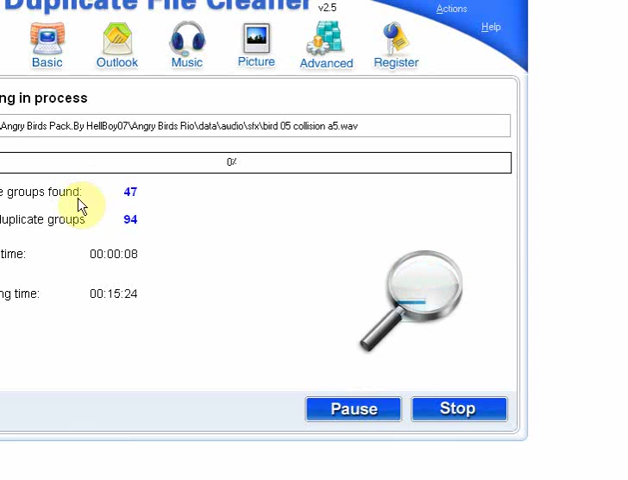 Duplicate File Cleaner v2.5
Actions
Help
Basic Outlook Music Picture Advanced Register
ng in process
\Angry Birds Pack.By HellBoy07\Angry Birds Rio\data\audio\sfx\bird 05 collision a5.wav
0%
e groups found: 47
duplicate groups 94
time: 00:00:08
ng time: 00:15:24
Pause Stop